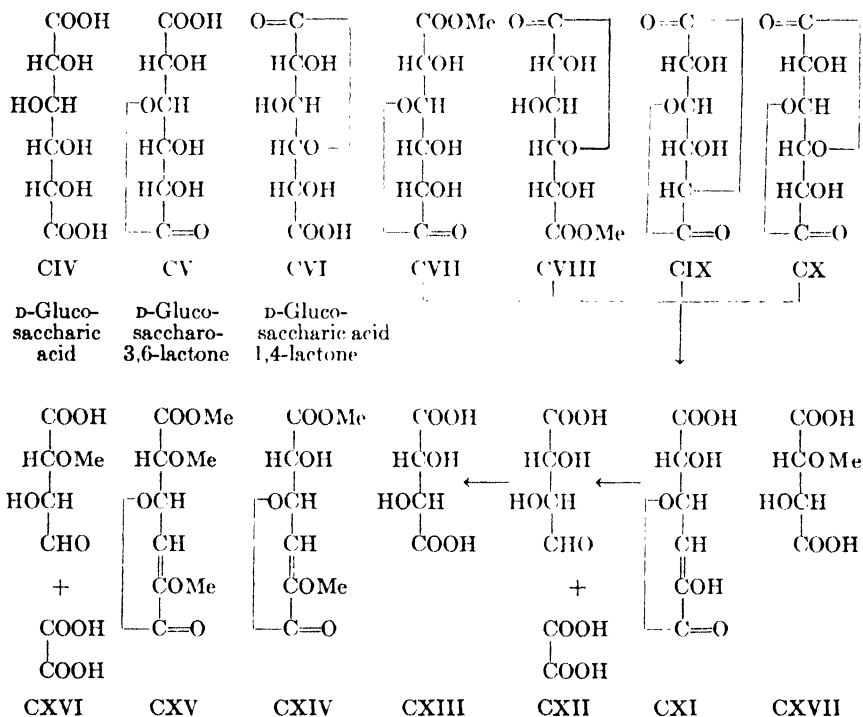 COOH COOH O=C COOMe O=C O=C O=C
HCOH HCOH HCOH HCOH HCOH HCOH HCOH
HOCH OCH HOCH OCH HOCH OCH OCH
HCOH HCOH HCO HCOH HCO HCOH HCO
HCOH HCOH HCOH HCOH HCOH HC HCOH
COOH C=O COOH C=O COOMe C=O C=O
CIV CV CVI CVII CVIII CIX CX
D-Gluco- D-Gluco- D-Gluco-
saccharic saccharo- saccharic acid
acid 3,6-lactone 1,4-lactone
COOH COOMe COOMe COOH COOH COOH COOH
HCOMe HCOMe HCOH HCOH HCOH HCOH HCOMe
HOCH OCH OCH HOCH HOCH OCH HOCH
CHO CH CH COOH CHO CH COOH
+ COMe COMe + COH
COOH C=O C=O COOH C=O
COOH COOH
CXVI CXV CXIV CXIII CXII CXI CXVII